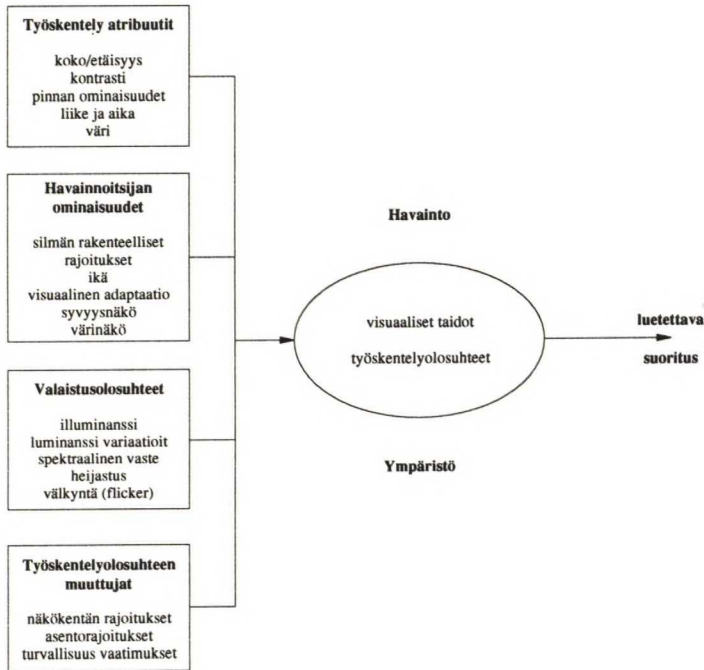 Työskentely atribuutit
koko/etäisyys
kontrasti
pinnan ominaisuudet
liike ja aika
väri
Havainnoitsijan
ominaisuudet
silmän rakenteelliset
rajoitukset
ikä
visuaalinen adaptaatio
syvyysnäkö
värinäkö
Valaistusolosuhteet
illuminanssi
luminanssi variaatioit
spektraalinen vaste
heijastus
välkyntä (flicker)
Työskentelyolosuhteen
muuttujat
näkökentän rajoitukset
asentorajoitukset
turvallisuus vaatimukset
Havainto
visuaaliset taidot
työskentelyolosuhteet
Ympäristö
luetettava
suoritus